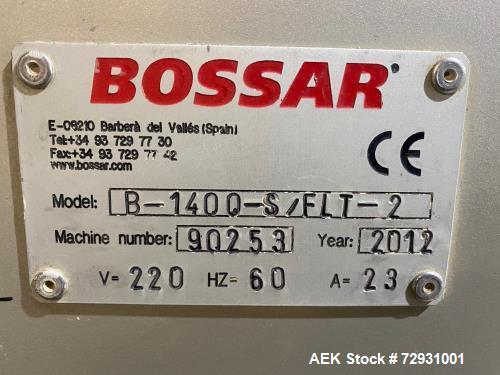 BOSSAR
E-08210 Barberà del Vallés (Spain)
Tel:+34 93 729 77 30
Fax:+34 93 729 77 42
www.bossar.com
CE
Model: B-1400-S/FLT-2
Machine number: 90253 Year: 2012
V= 220 HZ= 60 A= 23
AEK Stock # 72931001